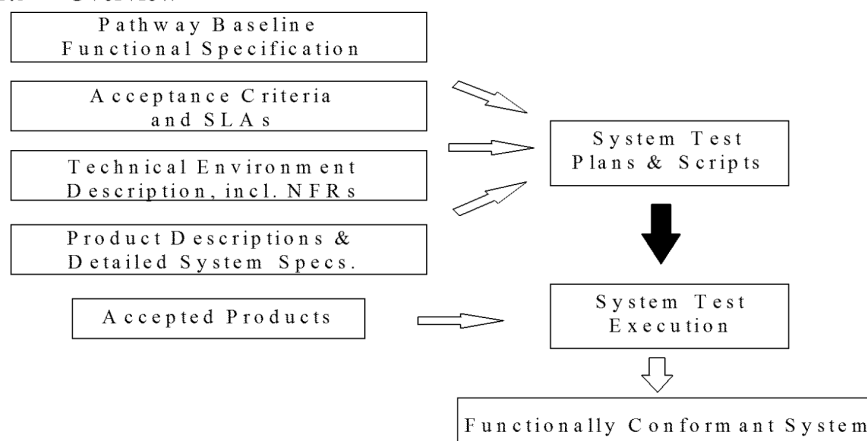 Overview
Pathway Baseline
Functional Specification
Acceptance Criteria
and SLAs
System Test
Plans & Scripts
Technical Environment
Description, incl. NFRs
Product Descriptions &
Detailed System Specs.
Accepted Products
System Test
Execution
Functionally Conformant System